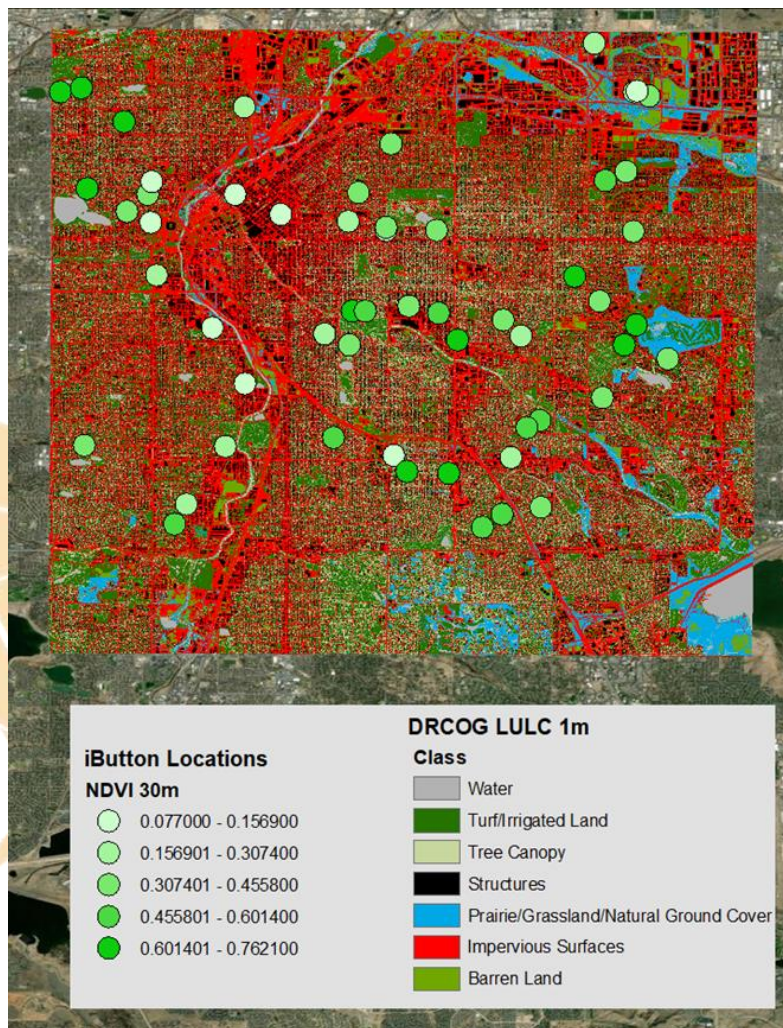 iButton Locations
NDVI 30m
0.077000 - 0.156900
0.156901 - 0.307400
0.307401 - 0.455800
0.455801 - 0.601400
0.601401 - 0.762100
DRCOG LULC 1m
Class
Water
Turf/Irrigated Land
Tree Canopy
Structures
Prairie/Grassland/Natural Ground Cover
Impervious Surfaces
Barren Land